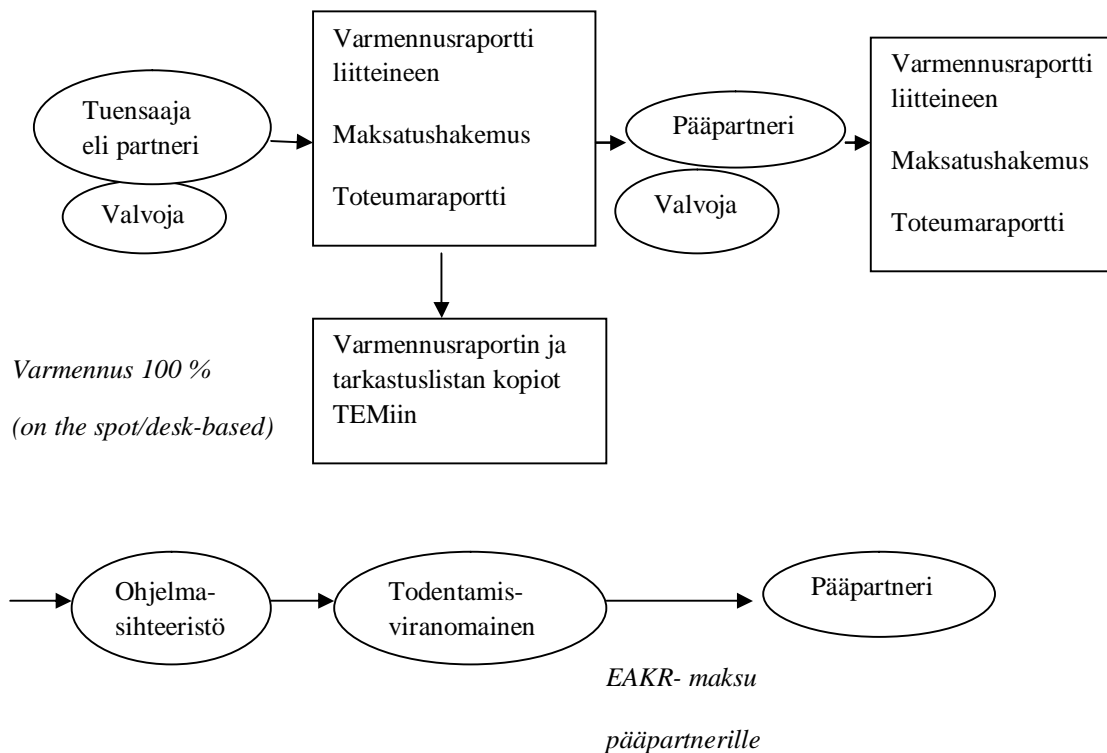 Tuensaaja
eli partneri
Valvoja
Varmennusraportti
liitteineen
Maksatushakemus
Toteumaraportti
Pääpartneri
Valvoja
Varmennusraportti
liitteineen
Maksatushakemus
Toteumaraportti
Varmennus 100 %
(on the spot/desk-based)
Varmennusraportin ja
tarkastuslistan kopiot
TEMiin
Ohjelma-
sihteeristö
Todentamis-
viranomainen
EAKR- maksu
pääpartnerille
Pääpartneri